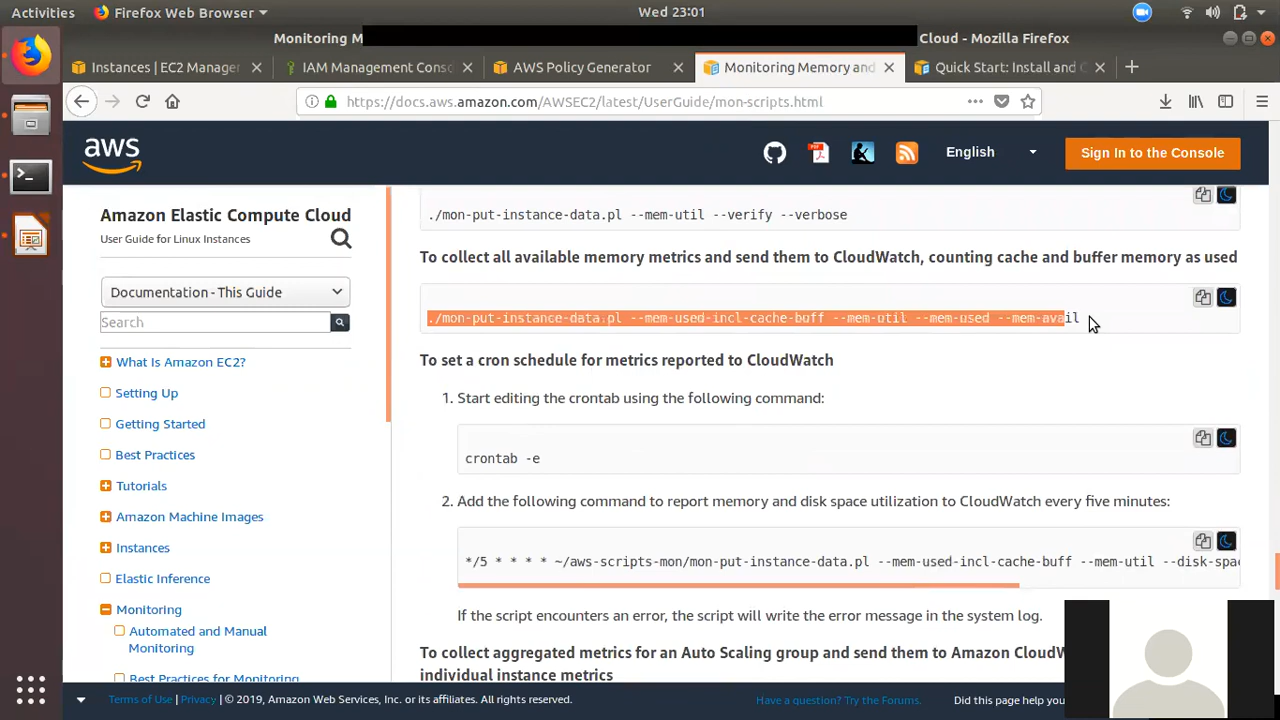 Activities
Firefox Web Browser
Wed 23:01
Monitoring M
Cloud - Mozilla Firefox
Instances | EC2 Manage
IAM Management Conso
AWS Policy Generator
Monitoring Memory and
Quick Start: Install and C
https://docs.aws.amazon.com/AWSEC2/latest/UserGuide/mon-scripts.html
aws
English
Sign In to the Console
Amazon Elastic Compute Cloud
User Guide for Linux Instances
Documentation - This Guide
Search
What Is Amazon EC2?
Setting Up
Getting Started
Best Practices
Tutorials
Amazon Machine Images
Instances
Elastic Inference
Monitoring
Automated and Manual
Monitoring
Best Practices for Monitoring
./mon-put-instance-data.pl --mem-util --verify --verbose
To collect all available memory metrics and send them to CloudWatch, counting cache and buffer memory as used
./mon-put-instance-data.pl --mem-used-incl-cache-buff --mem-util --mem-used --mem-avail
To set a cron schedule for metrics reported to CloudWatch
1. Start editing the crontab using the following command:
crontab -e
2. Add the following command to report memory and disk space utilization to CloudWatch every five minutes:
*/5 * * * * ~/aws-scripts-mon/mon-put-instance-data.pl --mem-used-incl-cache-buff --mem-util --disk-spac
If the script encounters an error, the script will write the error message in the system log.
To collect aggregated metrics for an Auto Scaling group and send them to Amazon CloudW
individual instance metrics
Terms of Use | Privacy | © 2019, Amazon Web Services, Inc. or its affiliates. All rights reserved.
Have a question? Try the Forums.
Did this page help you